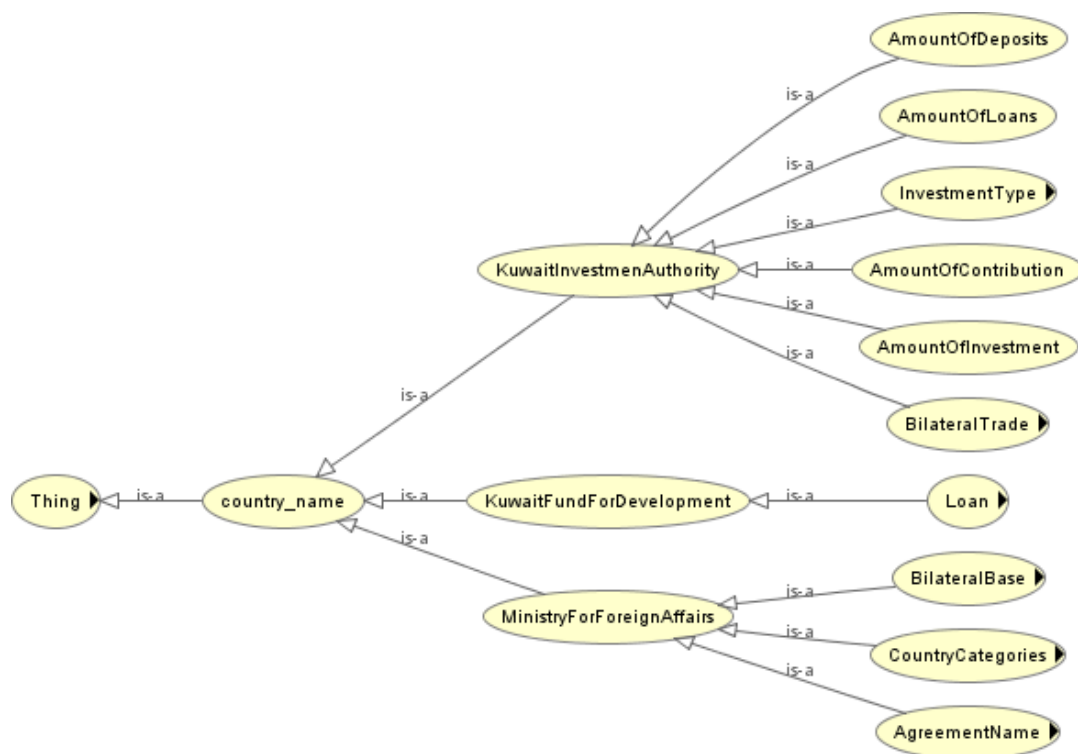 AmountOfDeposits
is-a
AmountOfLoans
is-a
InvestmentType
is-a
KuwaitInvestmenAuthority
is-a
AmountOfContribution
is-a
AmountOfInvestment
is-a
BilateralTrade
is-a
Thing
is-a
country_name
is-a
KuwaitFundForDevelopment
is-a
Loan
is-a
MinistryForForeignAffairs
is-a
BilateralBase
is-a
CountryCategories
is-a
AgreementName